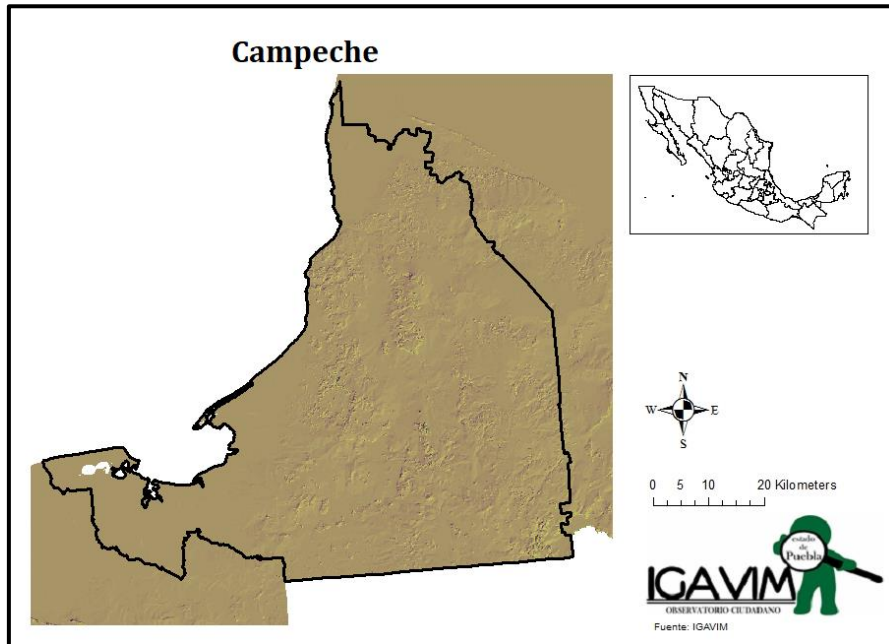 Campeche
N
W E
S
0 5 10 20 Kilometers
estado
de
Puebla
IGAVIM
OBSERVATORIO CIUDADANO
Fuente: IGAVIM